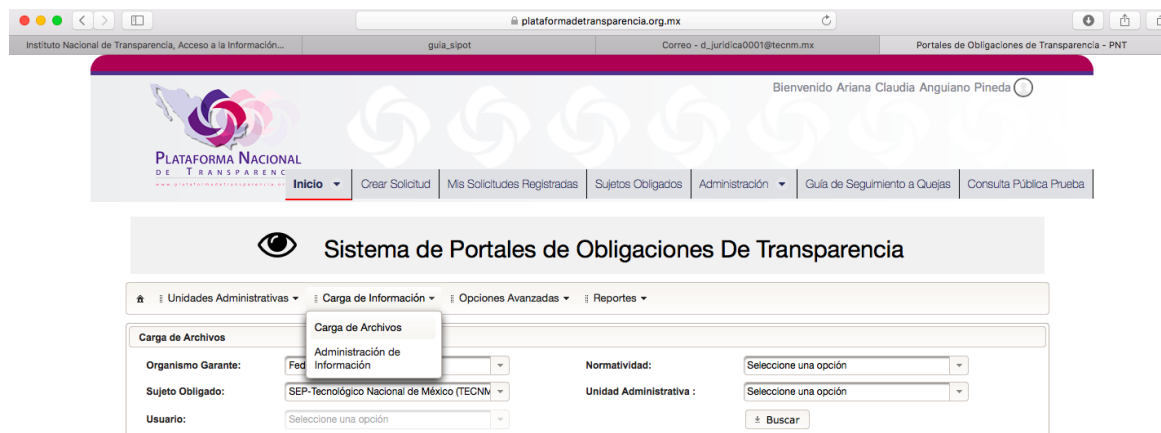 plataformadetransparencia.org.mx
Instituto Nacional de Transparencia, Acceso a la Información... guia_sipot Correo - d_juridica0001@tecnm.mx Portales de Obligaciones de Transparencia - PNT
Bienvenido Ariana Claudia Anguiano Pineda
PLATAFORMA NACIONAL
DE TRANSPARENC
Inicio Crear Solicitud Mis Solicitudes Registradas Sujetos Obligados Administración Guía de Seguimiento a Quejas Consulta Pública Prueba
Sistema de Portales de Obligaciones De Transparencia
Unidades Administrativas Carga de Información Opciones Avanzadas Reportes
Carga de Archivos
Administración de Información
Carga de Archivos
Organismo Garante: Fed Normatividad: Seleccione una opción
Sujeto Obligado: SEP-Tecnológico Nacional de México (TECNM Unidad Administrativa : Seleccione una opción
Usuario: Seleccione una opción Buscar